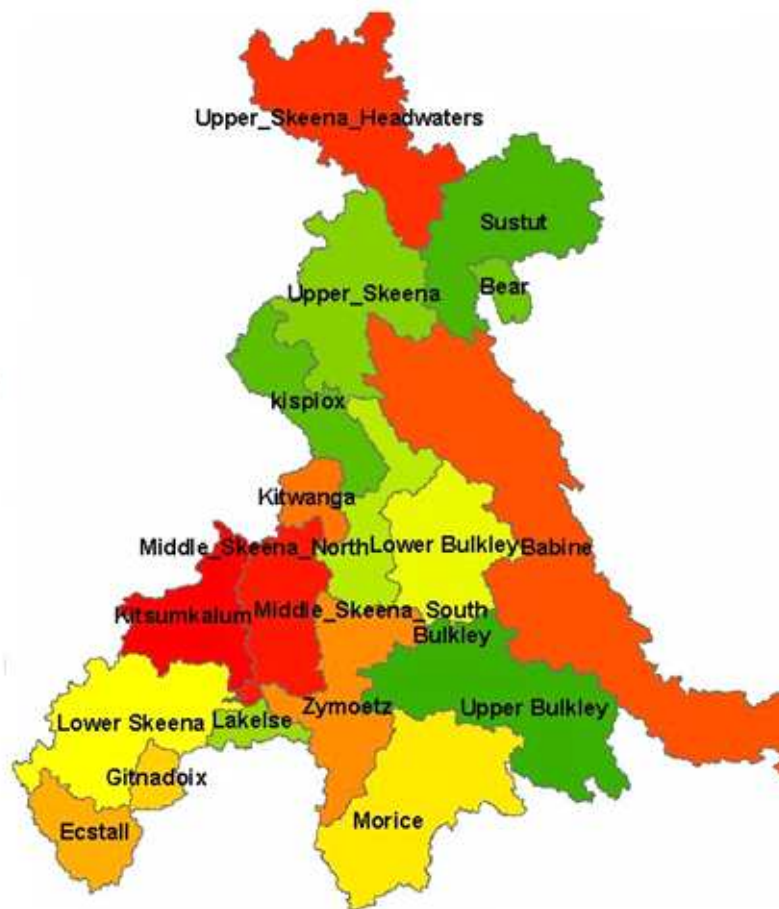 Upper_Skeena_Headwaters
Sustut
Bear
Upper_Skeena
kispiox
Kitwanga
Middle_Skeena_North
Lower Bulkley
Babine
Kitsumkalum
Middle_Skeena_South
Bulkley
Zymoetz
Upper Bulkley
Lower Skeena
Lakelse
Gitnadoix
Morice
Ecstall